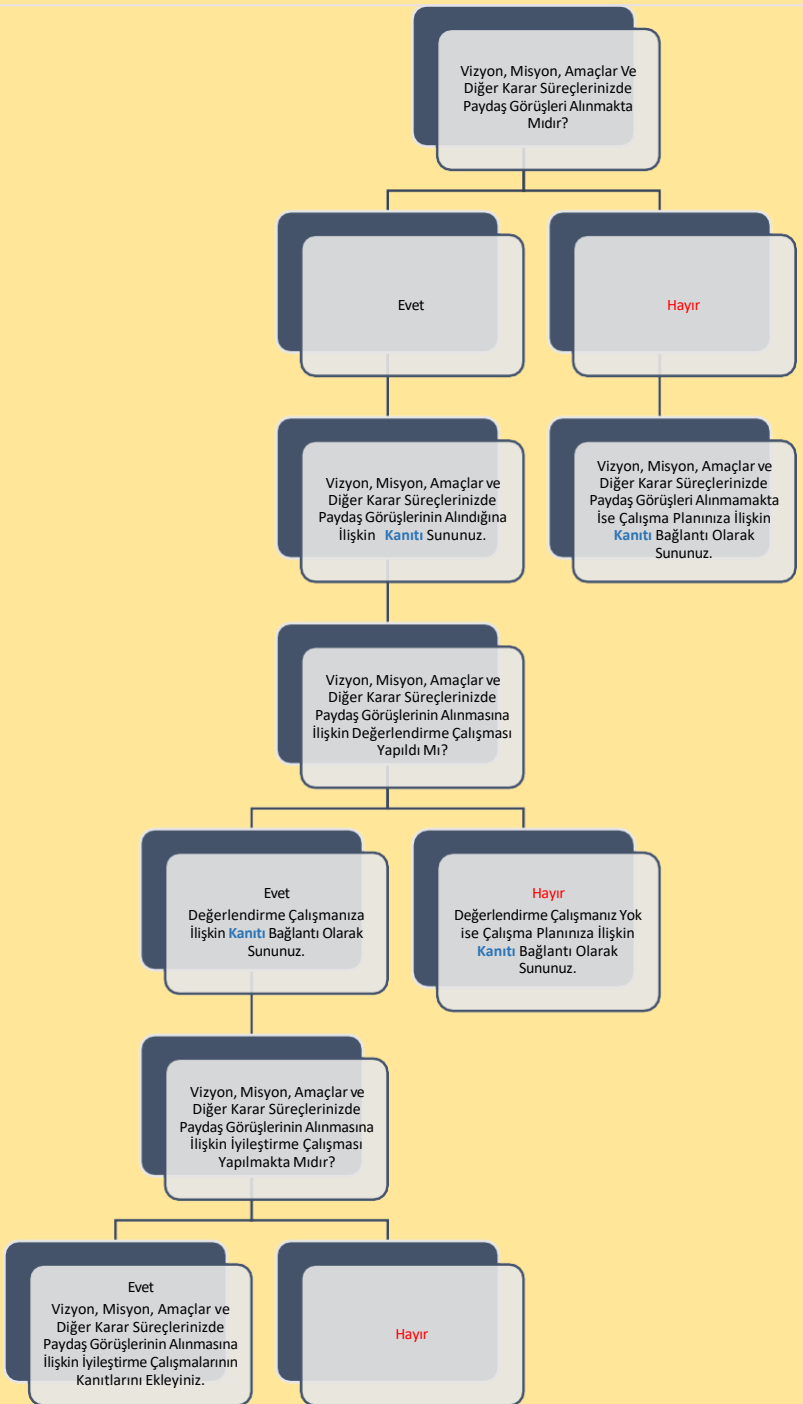 Vizyon, Misyon, Amaçlar Ve
Diğer Karar Süreçlerinizde
Paydaş Görüşleri Alınmakta
Mıdır?
Evet
Hayır
Vizyon, Misyon, Amaçlar ve
Diğer Karar Süreçlerinizde
Paydaş Görüşlerinin Alındığına
İlişkin Kanıtı Sununuz.
Vizyon, Misyon, Amaçlar ve
Diğer Karar Süreçlerinizde
Paydaş Görüşleri Alınmamakta
İse Çalışma Planınıza İlişkin
Kanıtı Bağlantı Olarak
Sununuz.
Vizyon, Misyon, Amaçlar ve
Diğer Karar Süreçlerinizde
Paydaş Görüşlerinin Alınmasına
İlişkin Değerlendirme Çalışması
Yapıldı Mı?
Evet
Değerlendirme Çalışmanıza
İlişkin Kanıtı Bağlantı Olarak
Sununuz.
Hayır
Değerlendirme Çalışmanız Yok
ise Çalışma Planınıza İlişkin
Kanıtı Bağlantı Olarak
Sununuz.
Vizyon, Misyon, Amaçlar ve
Diğer Karar Süreçlerinizde
Paydaş Görüşlerinin Alınmasına
İlişkin İyileştirme Çalışması
Yapılmakta Mıdır?
Evet
Vizyon, Misyon, Amaçlar ve
Diğer Karar Süreçlerinizde
Paydaş Görüşlerinin Alınmasına
İlişkin İyileştirme Çalışmalarının
Kanıtlarını Ekleyiniz.
Hayır